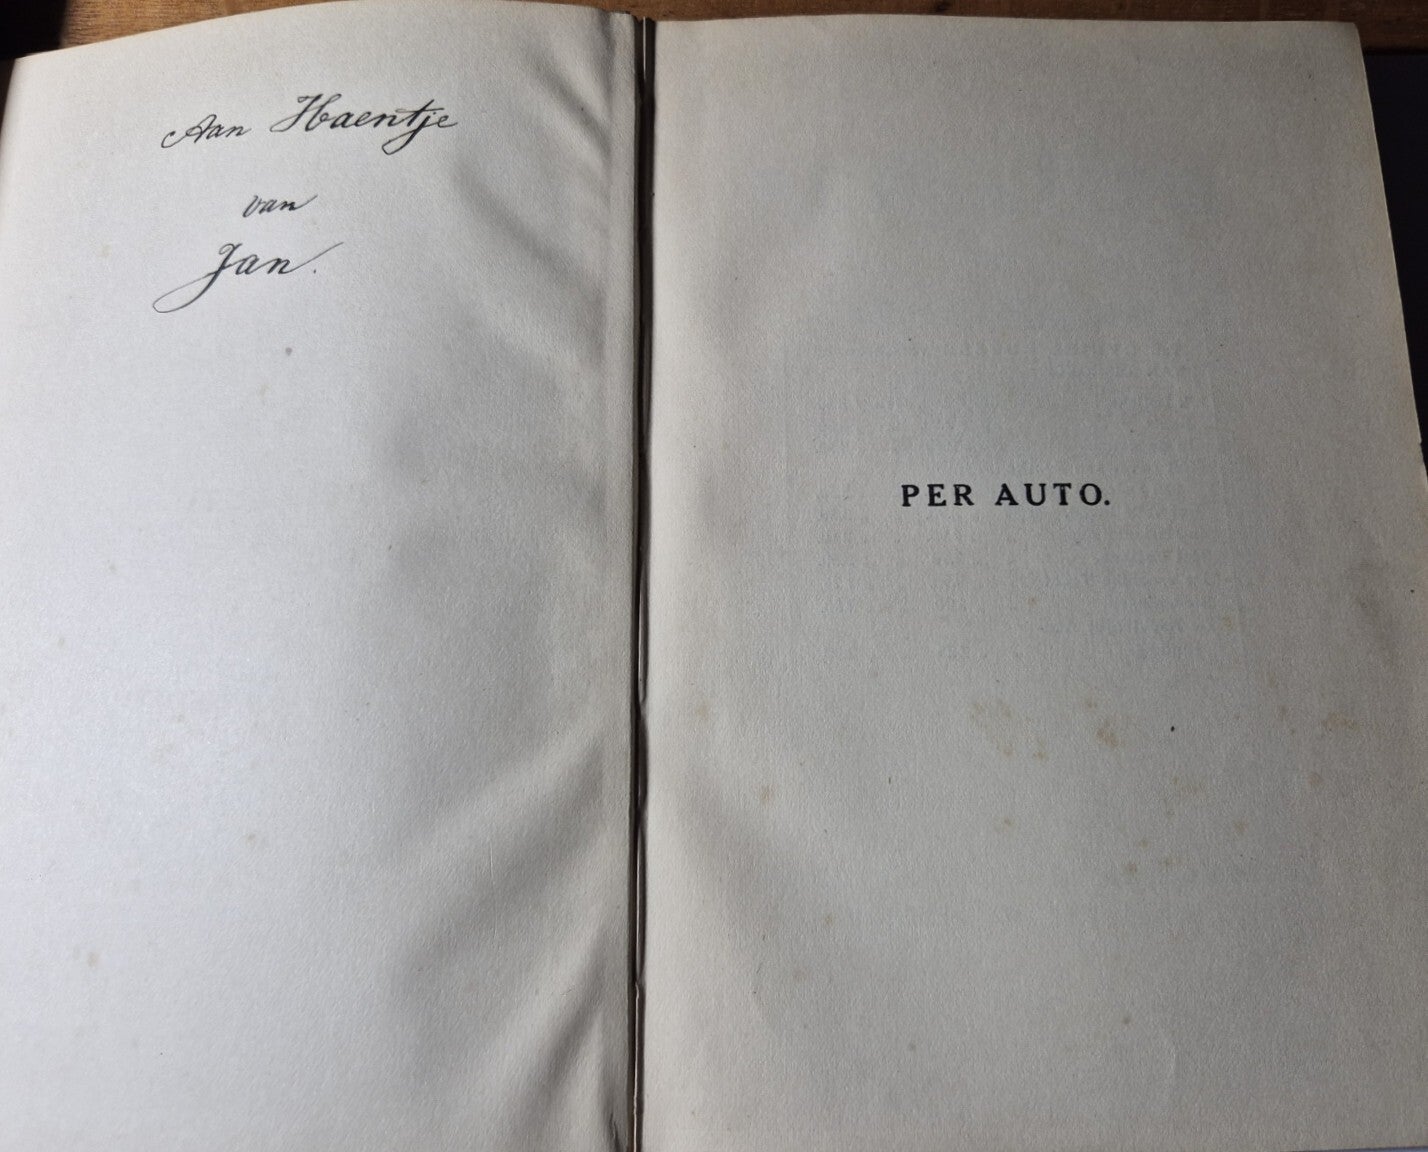 Aan Haentje
van
Jan.
PER AUTO.